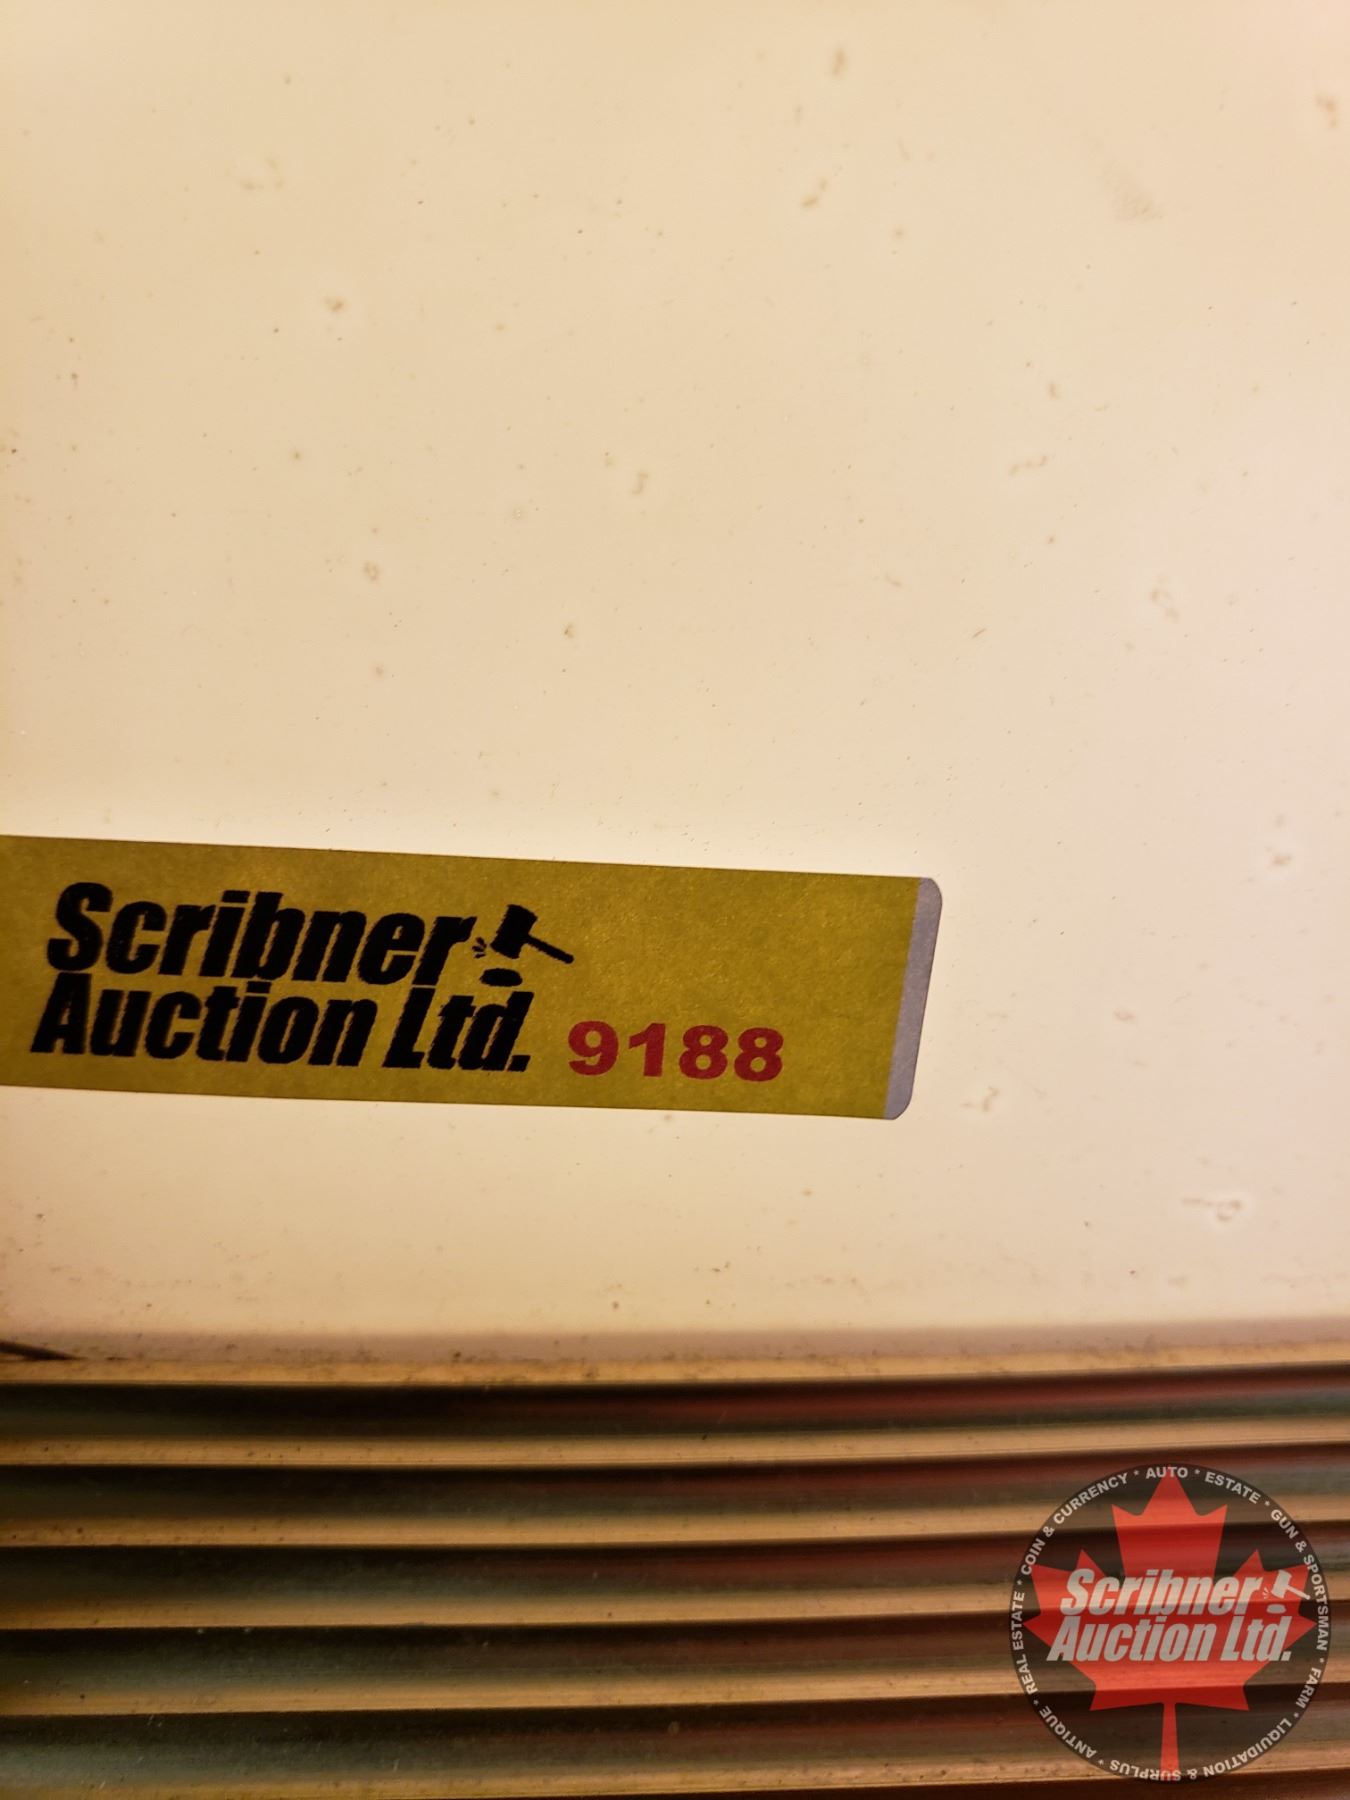 Scribner
Auction Ltd. 9188
REAL ESTATE * COIN & CURRENCY * AUTO * ESTATE * GUN & SPORTSMAN * FARM * LIQUIDATION & SURPLUS * ANTIQUE *
Scribner
Auction Ltd.